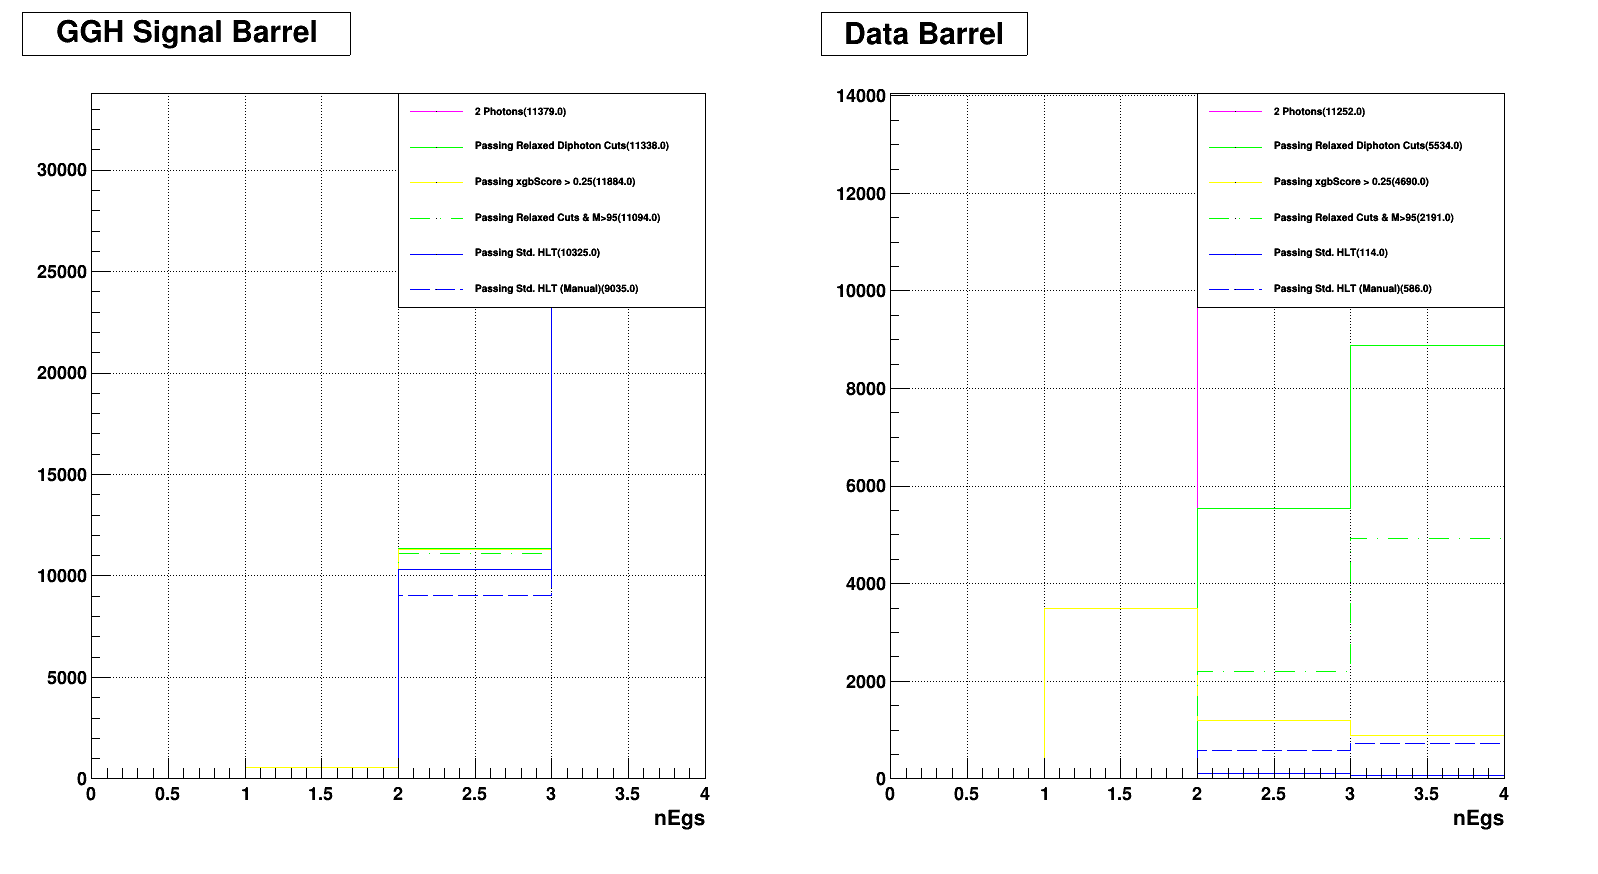 GGH Signal Barrel
2 Photons(11379.0)
Passing Relaxed Diphoton Cuts(11338.0)
Passing xgbScore > 0.25(11884.0)
Passing Relaxed Cuts & M>95(11094.0)
Passing Std. HLT(10325.0)
Passing Std. HLT (Manual)(9035.0)
30000
25000
20000
15000
10000
5000
0
0 0.5 1 1.5 2 2.5 3 3.5 4
nEgs
Data Barrel
2 Photons(11252.0)
Passing Relaxed Diphoton Cuts(5534.0)
Passing xgbScore > 0.25(4690.0)
Passing Relaxed Cuts & M>95(2191.0)
Passing Std. HLT(114.0)
Passing Std. HLT (Manual)(586.0)
14000
12000
10000
8000
6000
4000
2000
0
0 0.5 1 1.5 2 2.5 3 3.5 4
nEgs